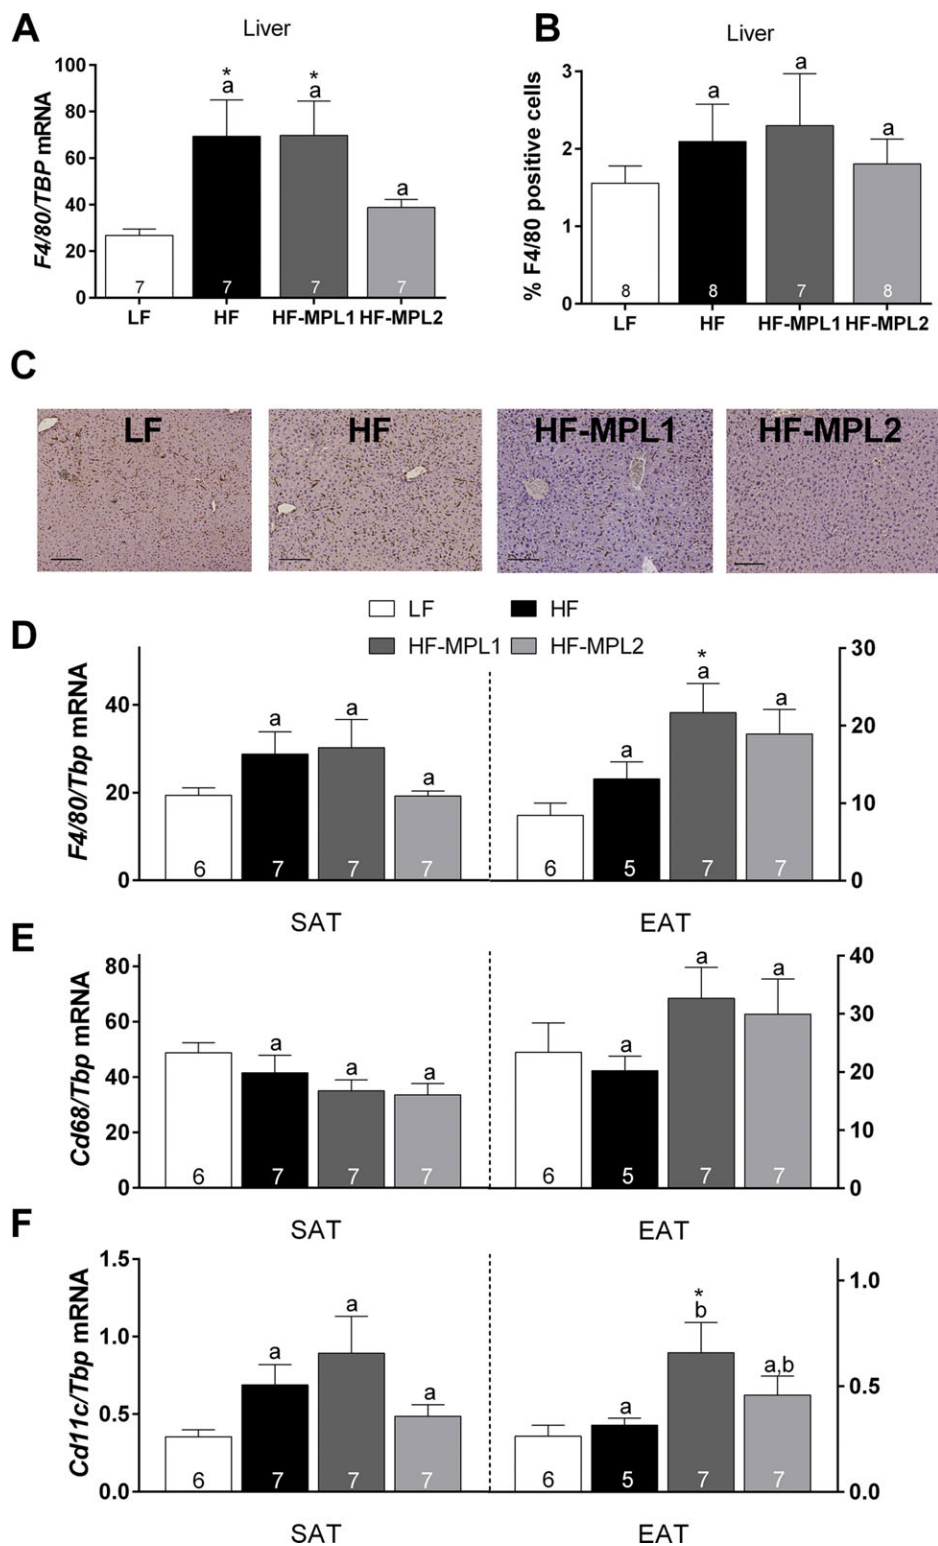 A
Liver
F4/80/TBP mRNA
100
80
60
40
20
0
*
a
*
a
a
7
7
7
7
LF
HF
HF-MPL1
HF-MPL2
B
Liver
% F4/80 positive cells
3
2
1
0
a
a
a
8
8
7
8
LF
HF
HF-MPL1
HF-MPL2
C
LF
HF
HF-MPL1
HF-MPL2
LF
HF
HF-MPL1
HF-MPL2
D
F4/80/Tbp mRNA
40
20
0
a
a
a
6
7
7
7
SAT
a
*
a
a
6
5
7
7
EAT
30
20
10
0
E
Cd68/Tbp mRNA
80
60
40
20
0
a
a
a
6
7
7
7
SAT
a
a
a
6
5
7
7
EAT
40
30
20
10
0
F
Cd11c/Tbp mRNA
1.5
1.0
0.5
0.0
a
a
a
6
7
7
7
SAT
a
*
b
a,b
6
5
7
7
EAT
1.0
0.5
0.0